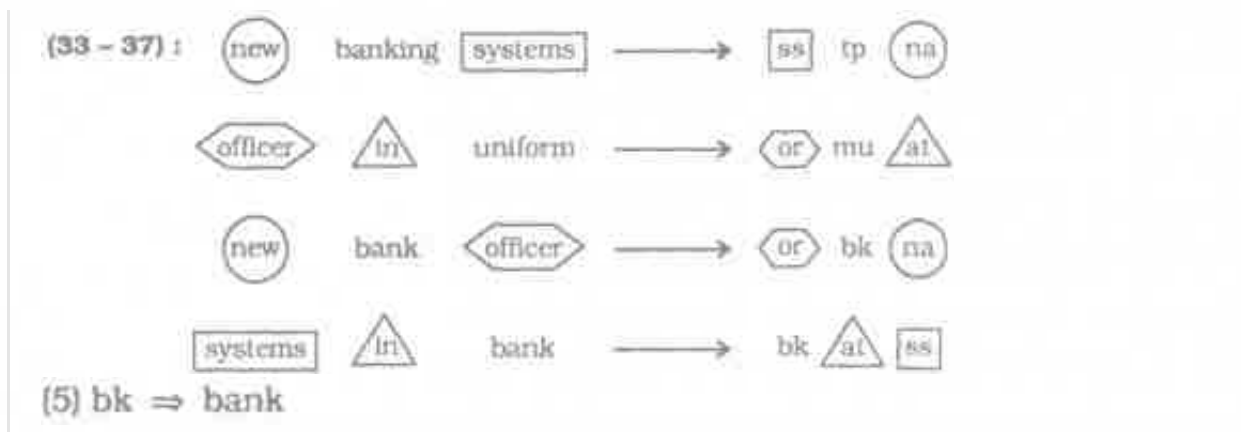 (33 – 37) : new banking systems ⟶ ss tp na
officer in uniform ⟶ or mu at
new bank officer ⟶ or bk na
systems in bank ⟶ bk at ss
(5) bk ⇒ bank